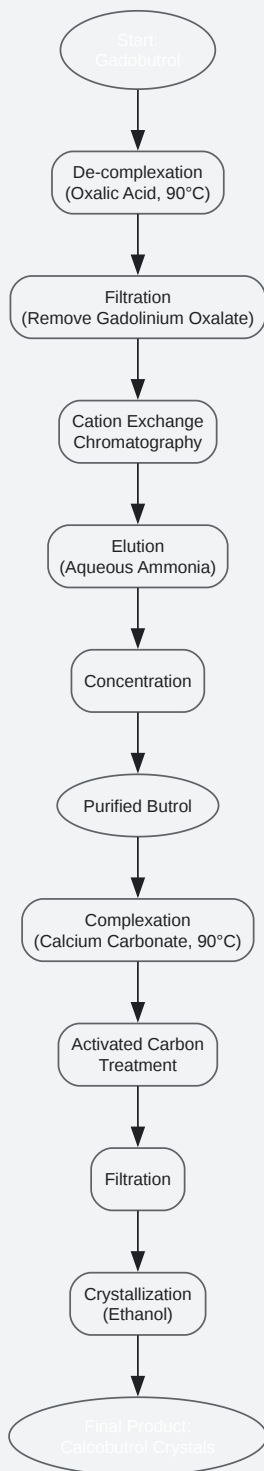 Start:
Gadobutrol
De-complexation
(Oxalic Acid, 90°C)
Filtration
(Remove Gadolinium Oxalate)
Cation Exchange
Chromatography
Elution
(Aqueous Ammonia)
Concentration
Purified Butrol
Complexation
(Calcium Carbonate, 90°C)
Activated Carbon
Treatment
Filtration
Crystallization
(Ethanol)
Final Product:
Calcobutrol Crystals